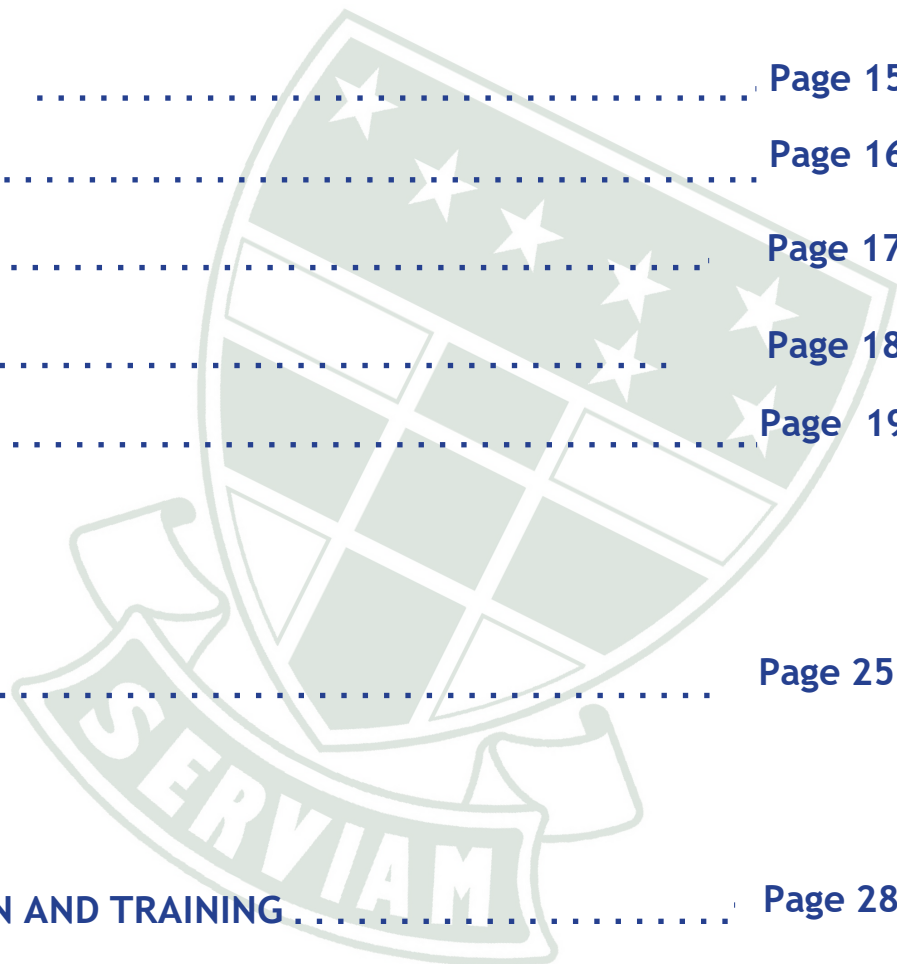 . . . . . . . . . . . . . . . . . . . . . . . . . . Page 15
. . . . . . . . . . . . . . . . . . . . . . . . . . . Page 16
. . . . . . . . . . . . . . . . . . . . . . . . . Page 17
. . . . . . . . . . . . . . . . . . . . . . . . Page 18
. . . . . . . . . . . . . . . . . . . . . . . . . . . Page 19
. . . . . . . . . . . . . . . . . . . . . . . . . Page 25
SERVIAM
N AND TRAINING . . . . . . . . . . . . . . . . Page 28